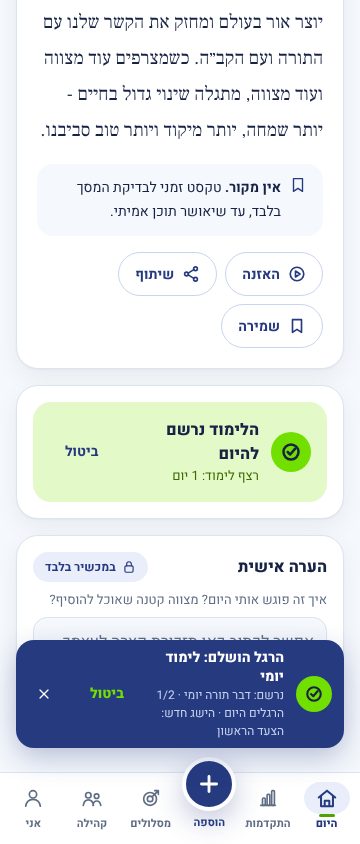 יוצר אור בעולם ומחזק את הקשר שלנו עם
התורה ועם הקב״ה. כשמצרפים עוד מצווה
ועוד מצווה, מתגלה שינוי גדול בחיים -
יותר שמחה, יותר מיקוד ויותר טוב סביבנו.
אין מקור. טקסט זמני לבדיקת המסך
בלבד, עד שיאושר תוכן אמיתי.
האזנה
שיתוף
שמירה
הלימוד נרשם
להיום
רצף לימוד: 1 יום
ביטול
הערה אישית
במכשיר בלבד
איך זה פוגש אותי היום? מצווה קטנה שאוכל להוסיף?
הרגל הושלם: לימוד
יומי
נרשם: דבר תורה יומי · 1/2
הרגלים היום · הישג חדש:
הצעד הראשון
ביטול
היום
התקדמות
הוספה
מסלולים
קהילה
אני